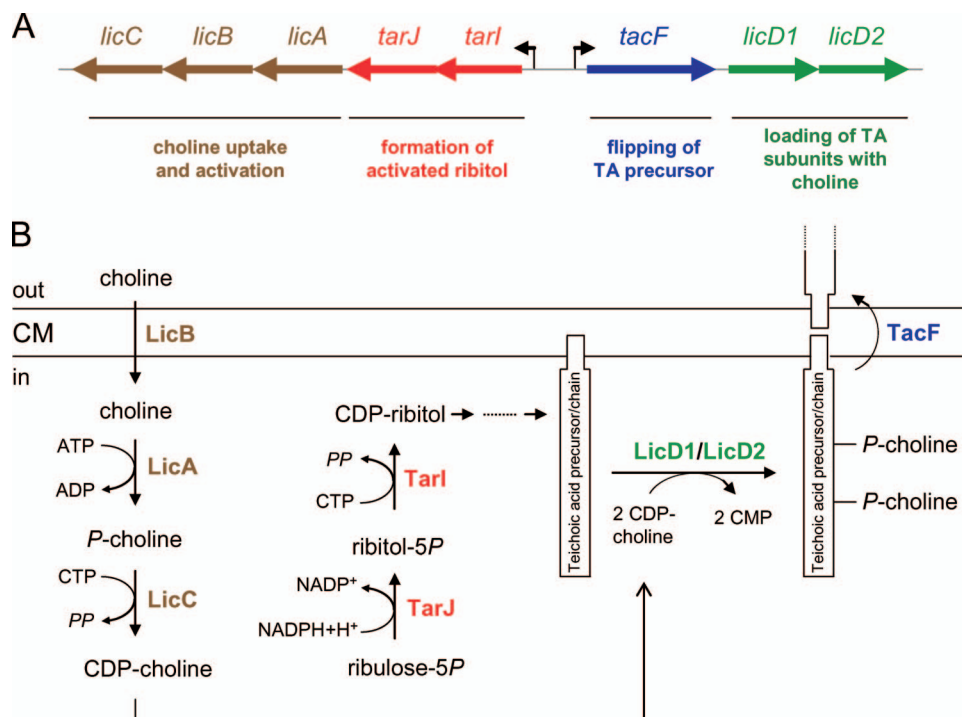 A
licC licB licA tarJ tarI tacF licD1 licD2
choline uptake
and activation
formation of
activated ribitol
flipping of
TA precursor
loading of TA
subunits with
choline
B
choline
out
CM
LicB
TacF
in
choline
ATP
LicA
ADP
P-choline
CTP
LicC
PP
CDP-choline
CDP-ribitol
PP
TarI
CTP
ribitol-5P
NADP+
TarJ
NADPH+H+
ribulose-5P
Teichoic acid precursor/chain
LicD1/LicD2
2 CDP-
choline
2 CMP
Teichoic acid precursor/chain
P-choline
P-choline